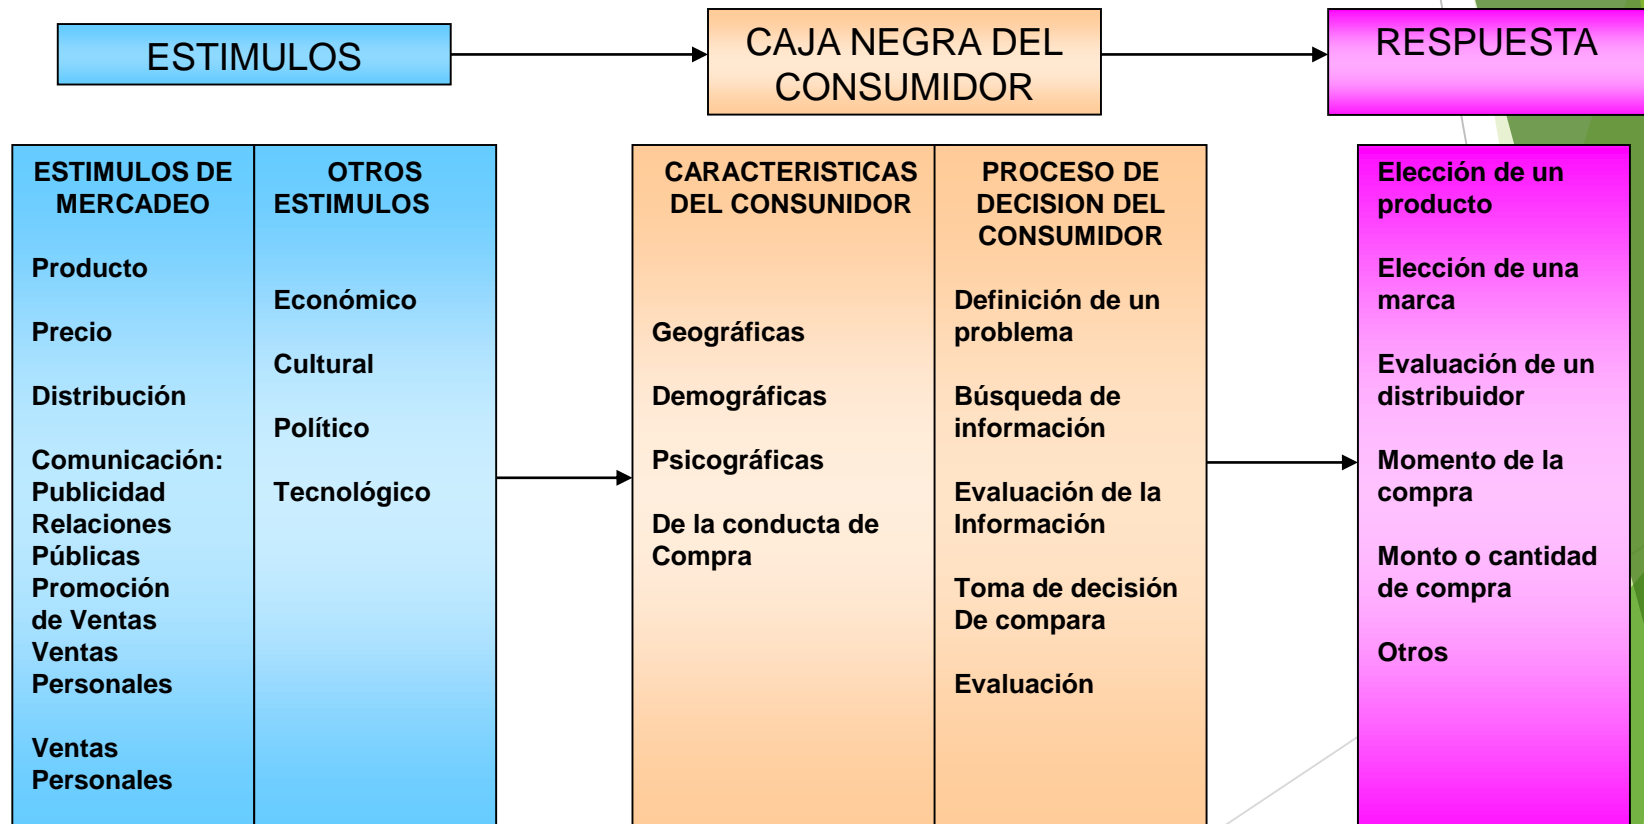 ESTIMULOS
CAJA NEGRA DEL
CONSUMIDOR
RESPUESTA
ESTIMULOS DE
MERCADEO
Producto
Precio
Distribución
Comunicación:
Publicidad
Relaciones
Públicas
Promoción
de Ventas
Ventas
Personales
Ventas
Personales
OTROS
ESTIMULOS
Económico
Cultural
Político
Tecnológico
CARACTERISTICAS
DEL CONSUNIDOR
Geográficas
Demográficas
Psicográficas
De la conducta de
Compra
PROCESO DE
DECISION DEL
CONSUMIDOR
Definición de un
problema
Búsqueda de
información
Evaluación de la
Información
Toma de decisión
De compara
Evaluación
Elección de un
producto
Elección de una
marca
Evaluación de un
distribuidor
Momento de la
compra
Monto o cantidad
de compra
Otros